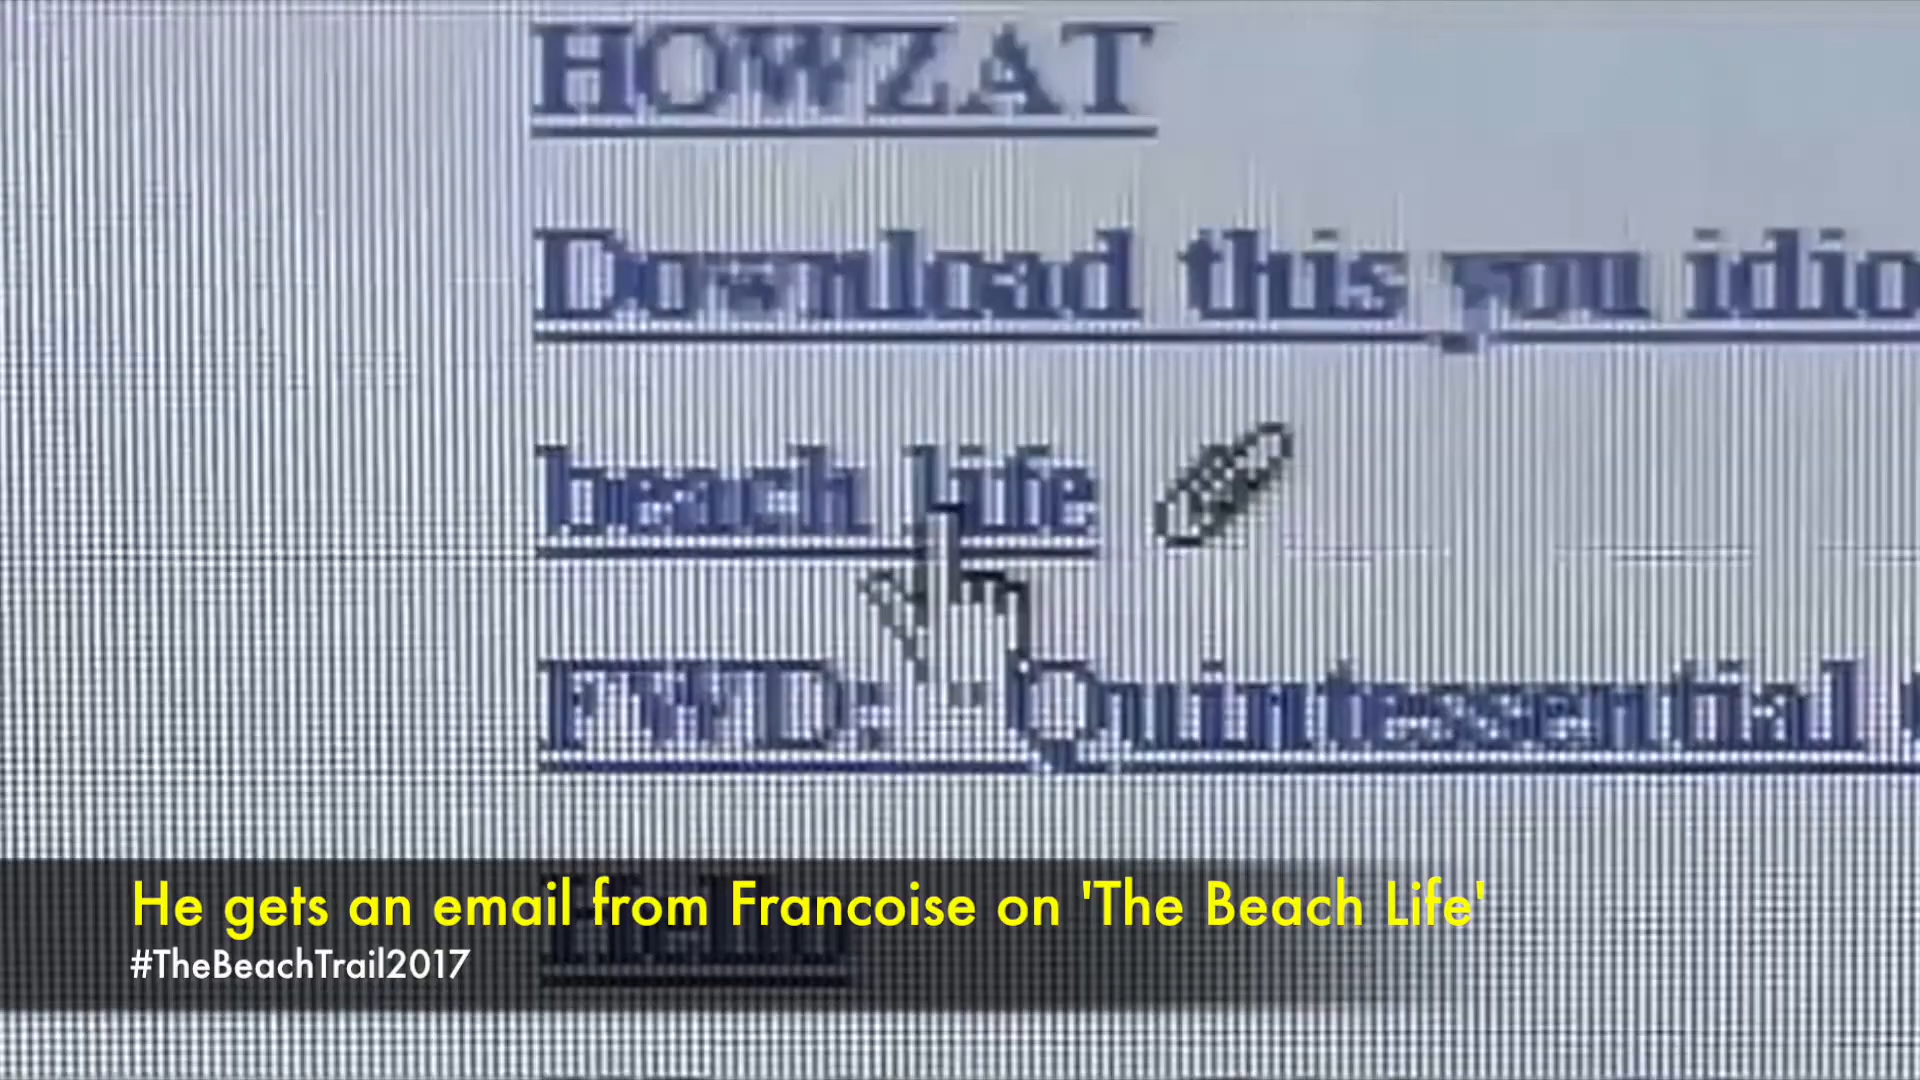 HOWZAT
Download this you idio
beach life
FWD: Quintessential
He gets an email from Francoise on 'The Beach Life'
#TheBeachTrail2017